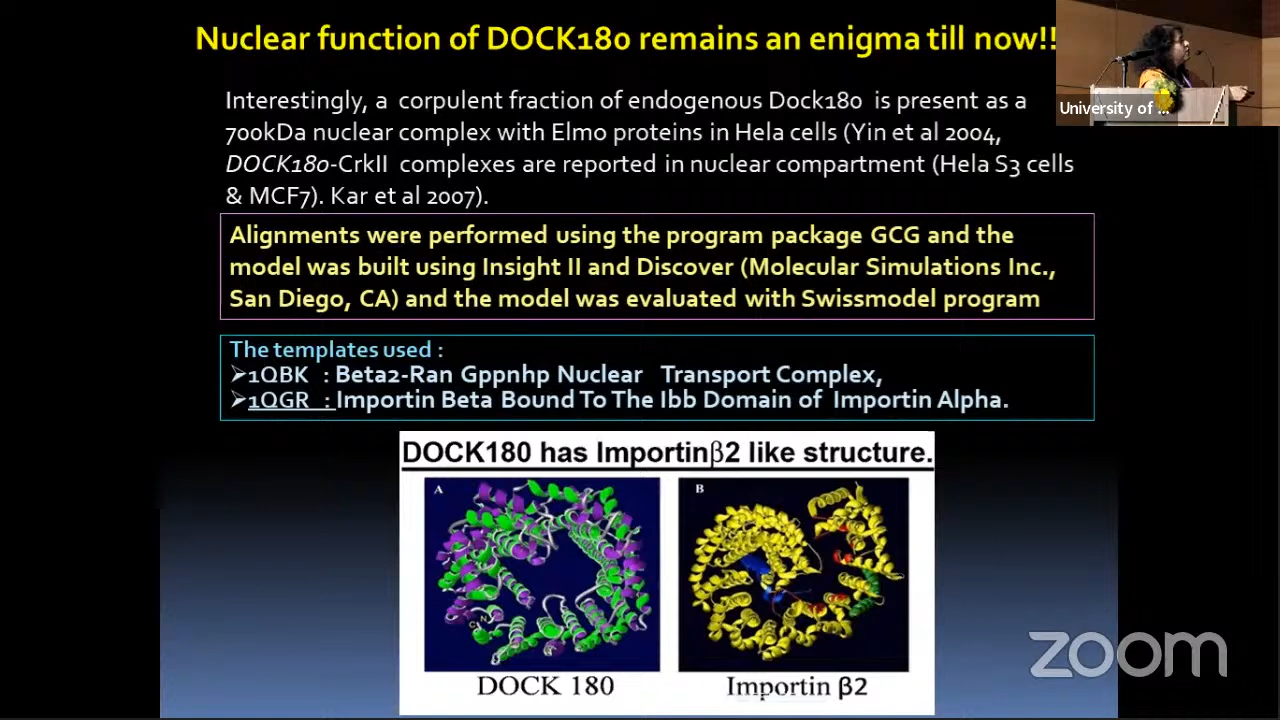 Nuclear function of DOCK180 remains an enigma till now!!
University of ...
Interestingly, a corpulent fraction of endogenous Dock180 is present as a
700kDa nuclear complex with Elmo proteins in Hela cells (Yin et al 2004,
DOCK180-CrkII complexes are reported in nuclear compartment (Hela S3 cells
& MCF7). Kar et al 2007).
Alignments were performed using the program package GCG and the
model was built using Insight II and Discover (Molecular Simulations Inc.,
San Diego, CA) and the model was evaluated with Swissmodel program
The templates used :
➢1QBK : Beta2-Ran Gppnhp Nuclear Transport Complex,
➢1QGR : Importin Beta Bound To The Ibb Domain of Importin Alpha.
DOCK180 has Importinβ2 like structure.
A
B
C N
DOCK 180
Importin β2
zoom